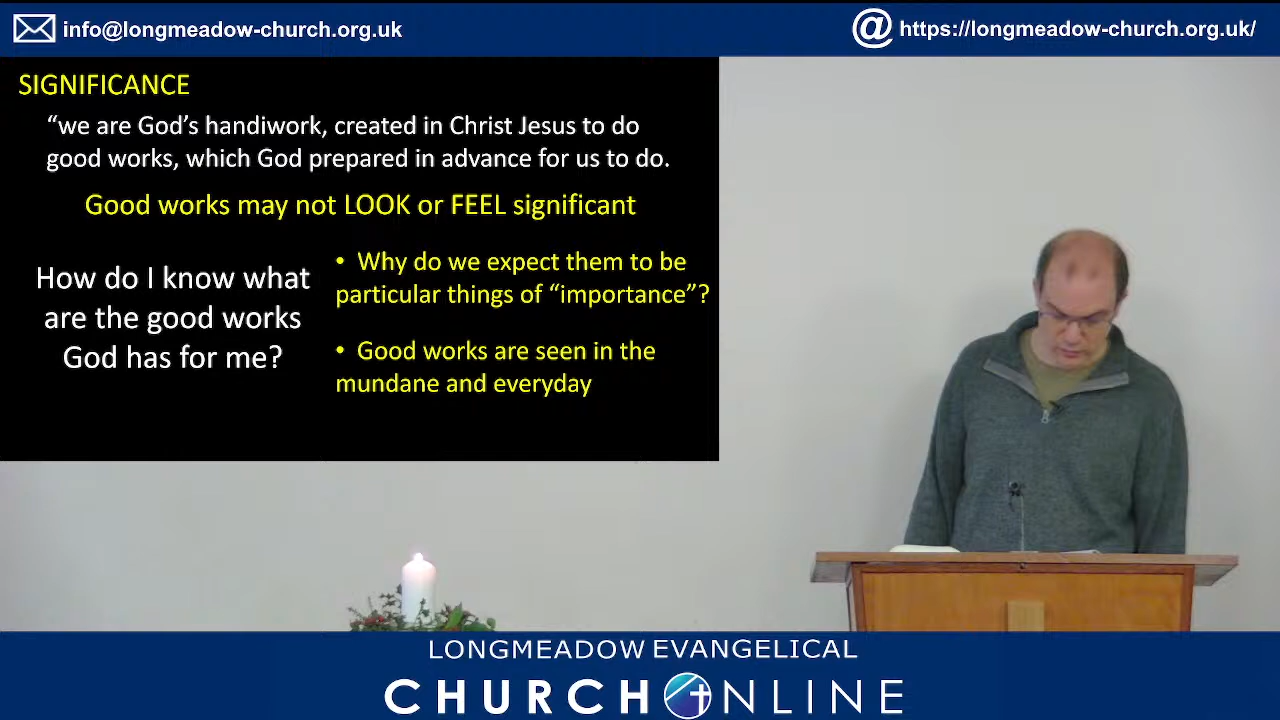 info@longmeadow-church.org.uk
https://longmeadow-church.org.uk/
SIGNIFICANCE
“we are God’s handiwork, created in Christ Jesus to do
good works, which God prepared in advance for us to do.
Good works may not LOOK or FEEL significant
How do I know what
are the good works
God has for me?
• Why do we expect them to be
particular things of “importance”?
• Good works are seen in the
mundane and everyday
LONGMEADOW EVANGELICAL
CHURCH ONLINE